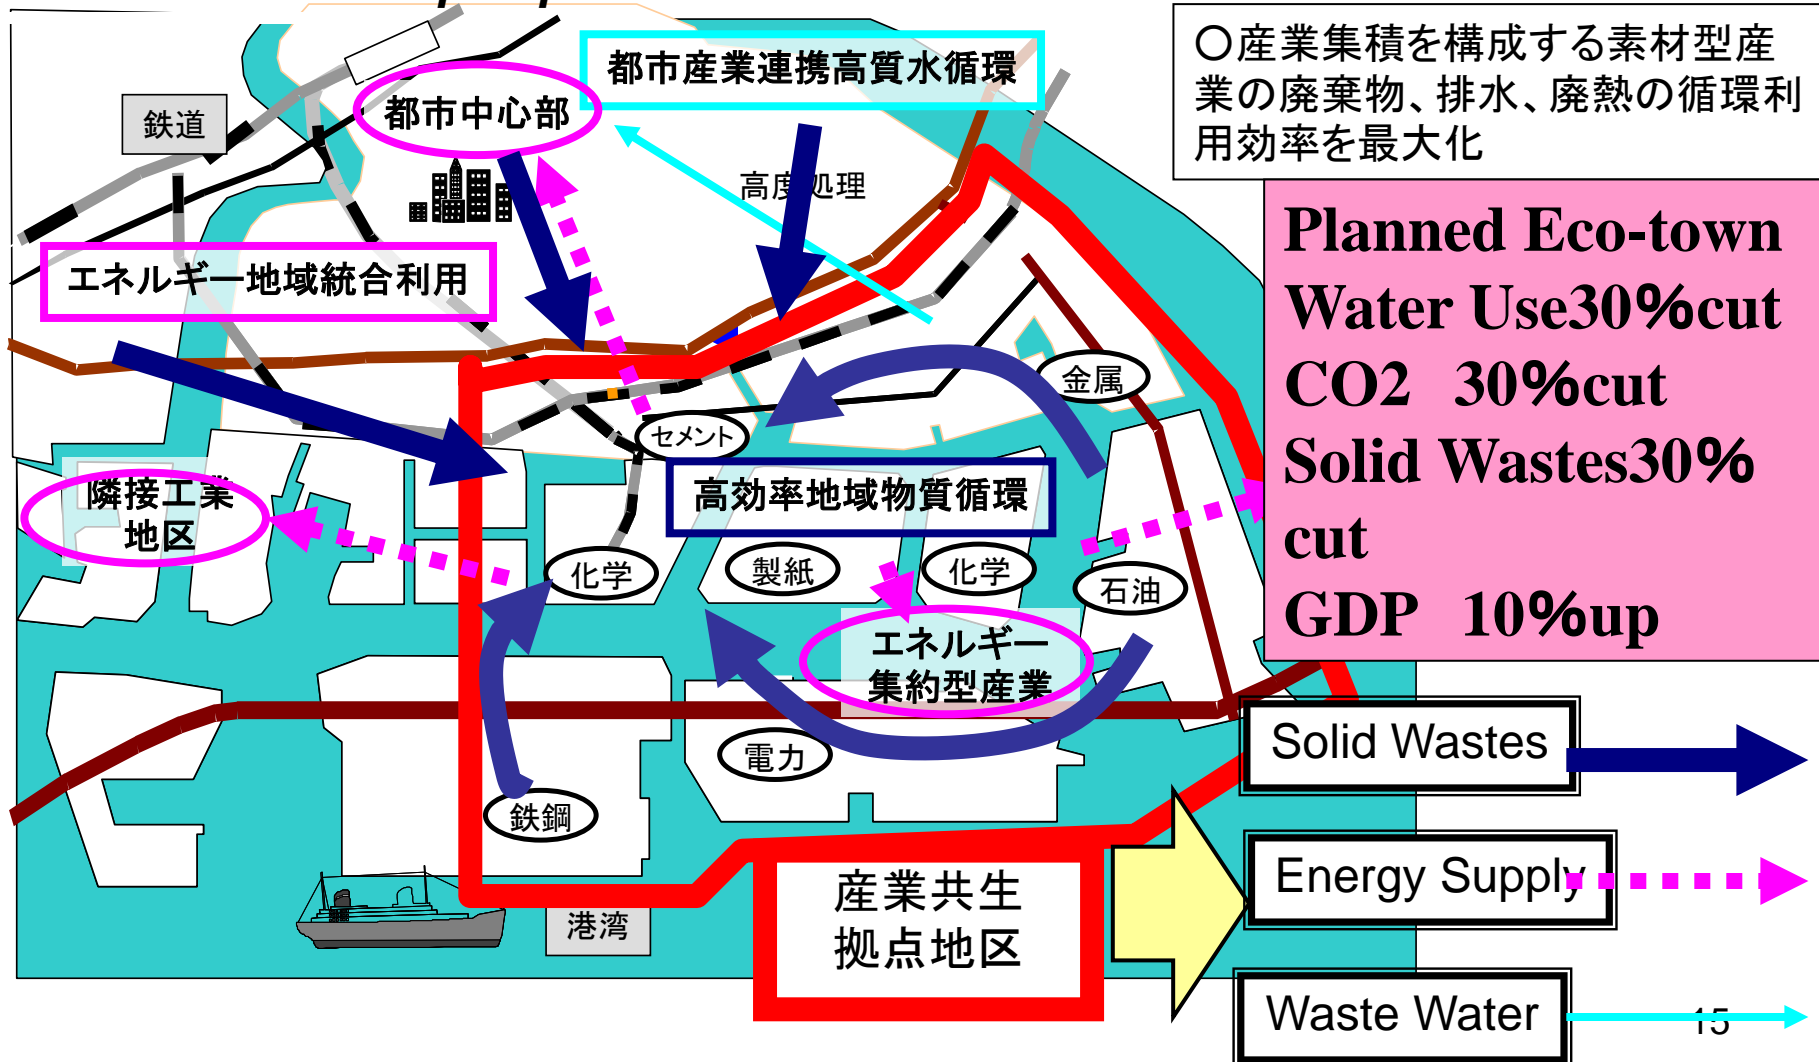 都市産業連携高質水循環
○産業集積を構成する素材型産
業の廃棄物、排水、廃熱の循環利
用効率を最大化
都市中心部
鉄道
高度処理
Planned Eco-town
Water Use30%cut
CO2 30%cut
Solid Wastes30%
cut
GDP 10%up
エネルギー地域統合利用
金属
セメント
隣接工業
地区
高効率地域物質循環
化学
製紙
化学
石油
エネルギー
集約型産業
電力
鉄鋼
Solid Wastes
Energy Supply
Waste Water
産業共生
拠点地区
港湾
15